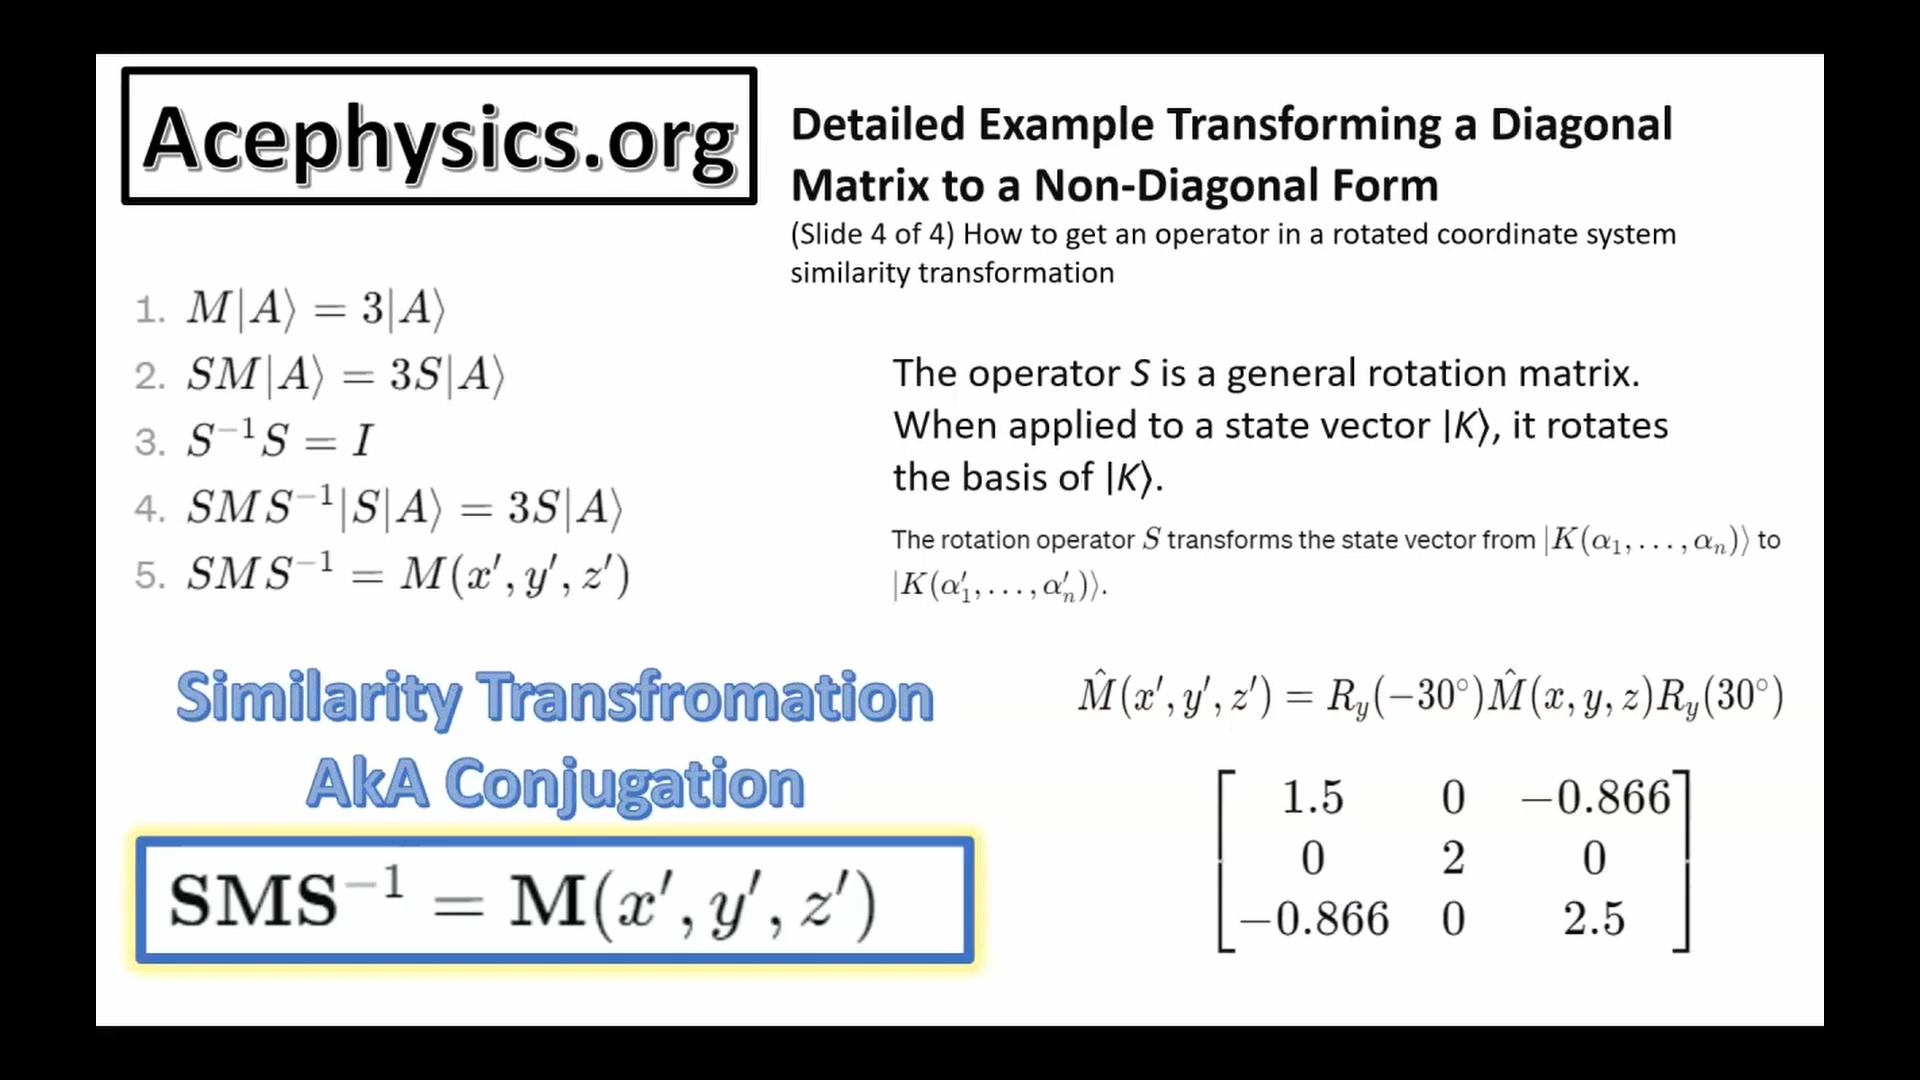 Acephysics.org
Detailed Example Transforming a Diagonal
Matrix to a Non-Diagonal Form
(Slide 4 of 4) How to get an operator in a rotated coordinate system
similarity transformation
1. M|A⟩ = 3|A⟩
2. SM|A⟩ = 3S|A⟩
3. S⁻¹S = I
4. SMS⁻¹|S|A⟩ = 3S|A⟩
5. SMS⁻¹ = M(x′, y′, z′)
The operator S is a general rotation matrix.
When applied to a state vector |K⟩, it rotates
the basis of |K⟩.
The rotation operator S transforms the state vector from |K(α₁, . . . , αₙ)⟩ to
|K(α′₁, . . . , α′ₙ)⟩.
Similarity Transfromation
AkA Conjugation
SMS⁻¹ = M(x′, y′, z′)
M̂(x′, y′, z′) = R_y(−30°)M̂(x, y, z)R_y(30°)
1.5 0 −0.866
0 2 0
−0.866 0 2.5